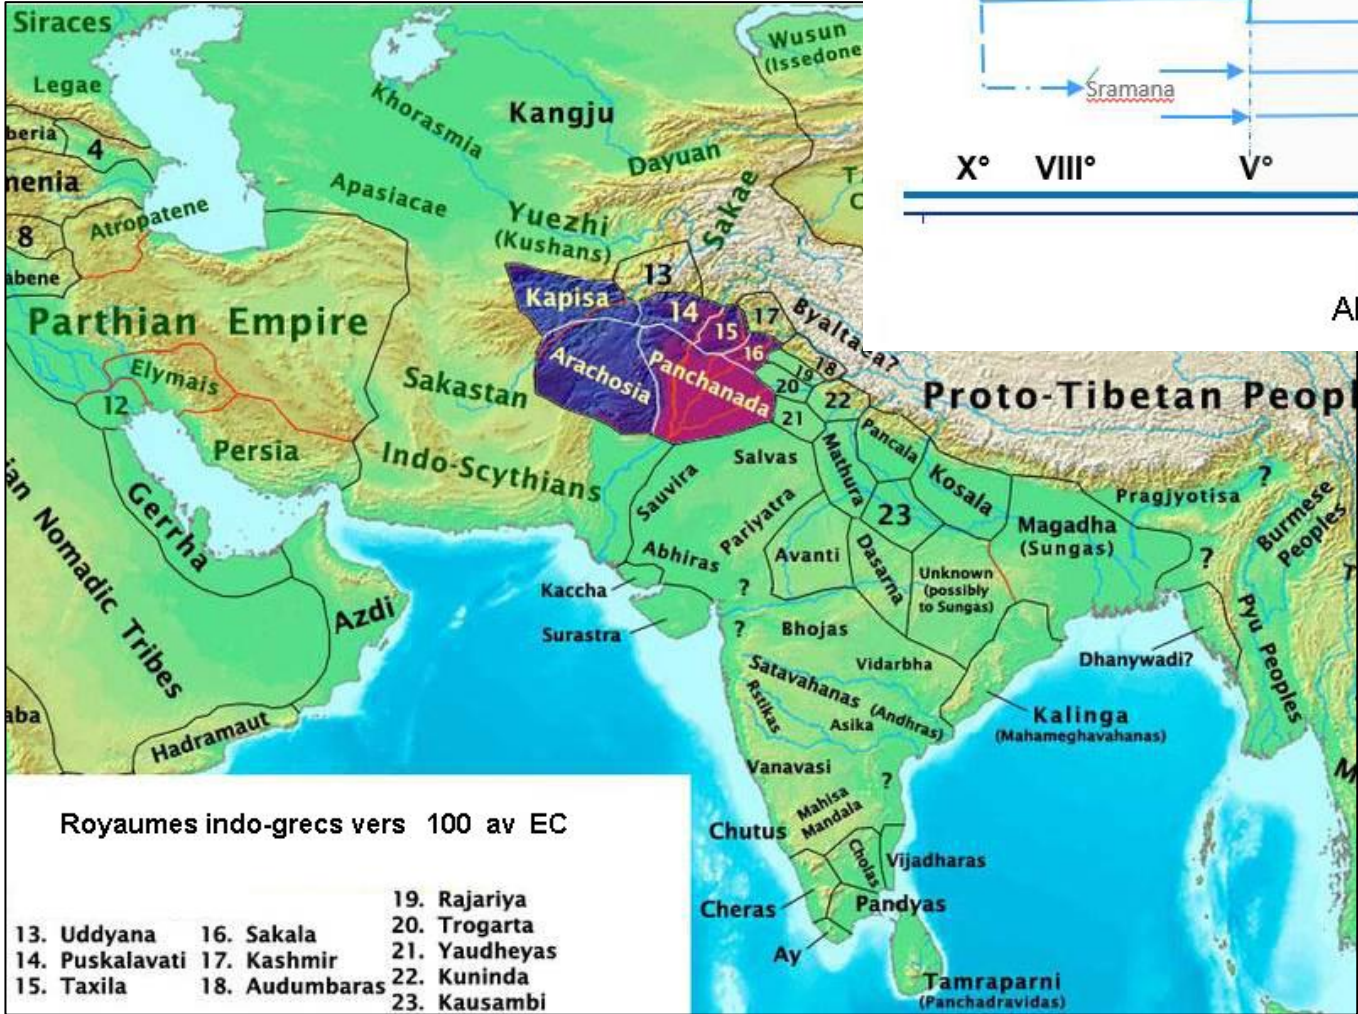 Siraces
Legae
beria
4
nenia
8
abene
Atropatene
Khorasmia
Kangju
Apasiacae
Dayuan
Wusun
(Issedone
T
C
Yuezhi
(Kushans)
Sakae
Parthian Empire
Elymais
12
Persia
Kapisa
13
14
15
16
17
Arachosia
Panchanada
Byaltaca?
18
19
20
21
22
Sakastan
Indo-Scythians
Proto-Tibetan Peopl
Śramana
X°
VIII°
V°
Al
ian Nomadic Tribes
Gerrha
Azdi
Hadramaut
aba
Salvas
Sauvira
Pariyatra
Abhiras
Mathura
Pancala
Kosala
23
Avanti
Dasarna
Magadha
(Sungas)
Unknown
(possibly
to Sungas)
Pragjyotisa
?
?
Burmese
Peoples
T
Pyu Peoples
M
Kaccha
Surastra
?
?
Bhojas
Vidarbha
Dhanywadi?
Satavahanas (Andhras)
Rstikas
Asika
Kalinga
(Mahameghavahanas)
Vanavasi
?
Mahisa
Mandala
Chutus
Cholas
Vijadharas
Cheras
Pandyas
Ay
Tamraparni
(Panchadravidas)
Royaumes indo-grecs vers 100 av EC
13. Uddyana
14. Puskalavati
15. Taxila
16. Sakala
17. Kashmir
18. Audumbaras
19. Rajariya
20. Trogarta
21. Yaudheyas
22. Kuninda
23. Kausambi